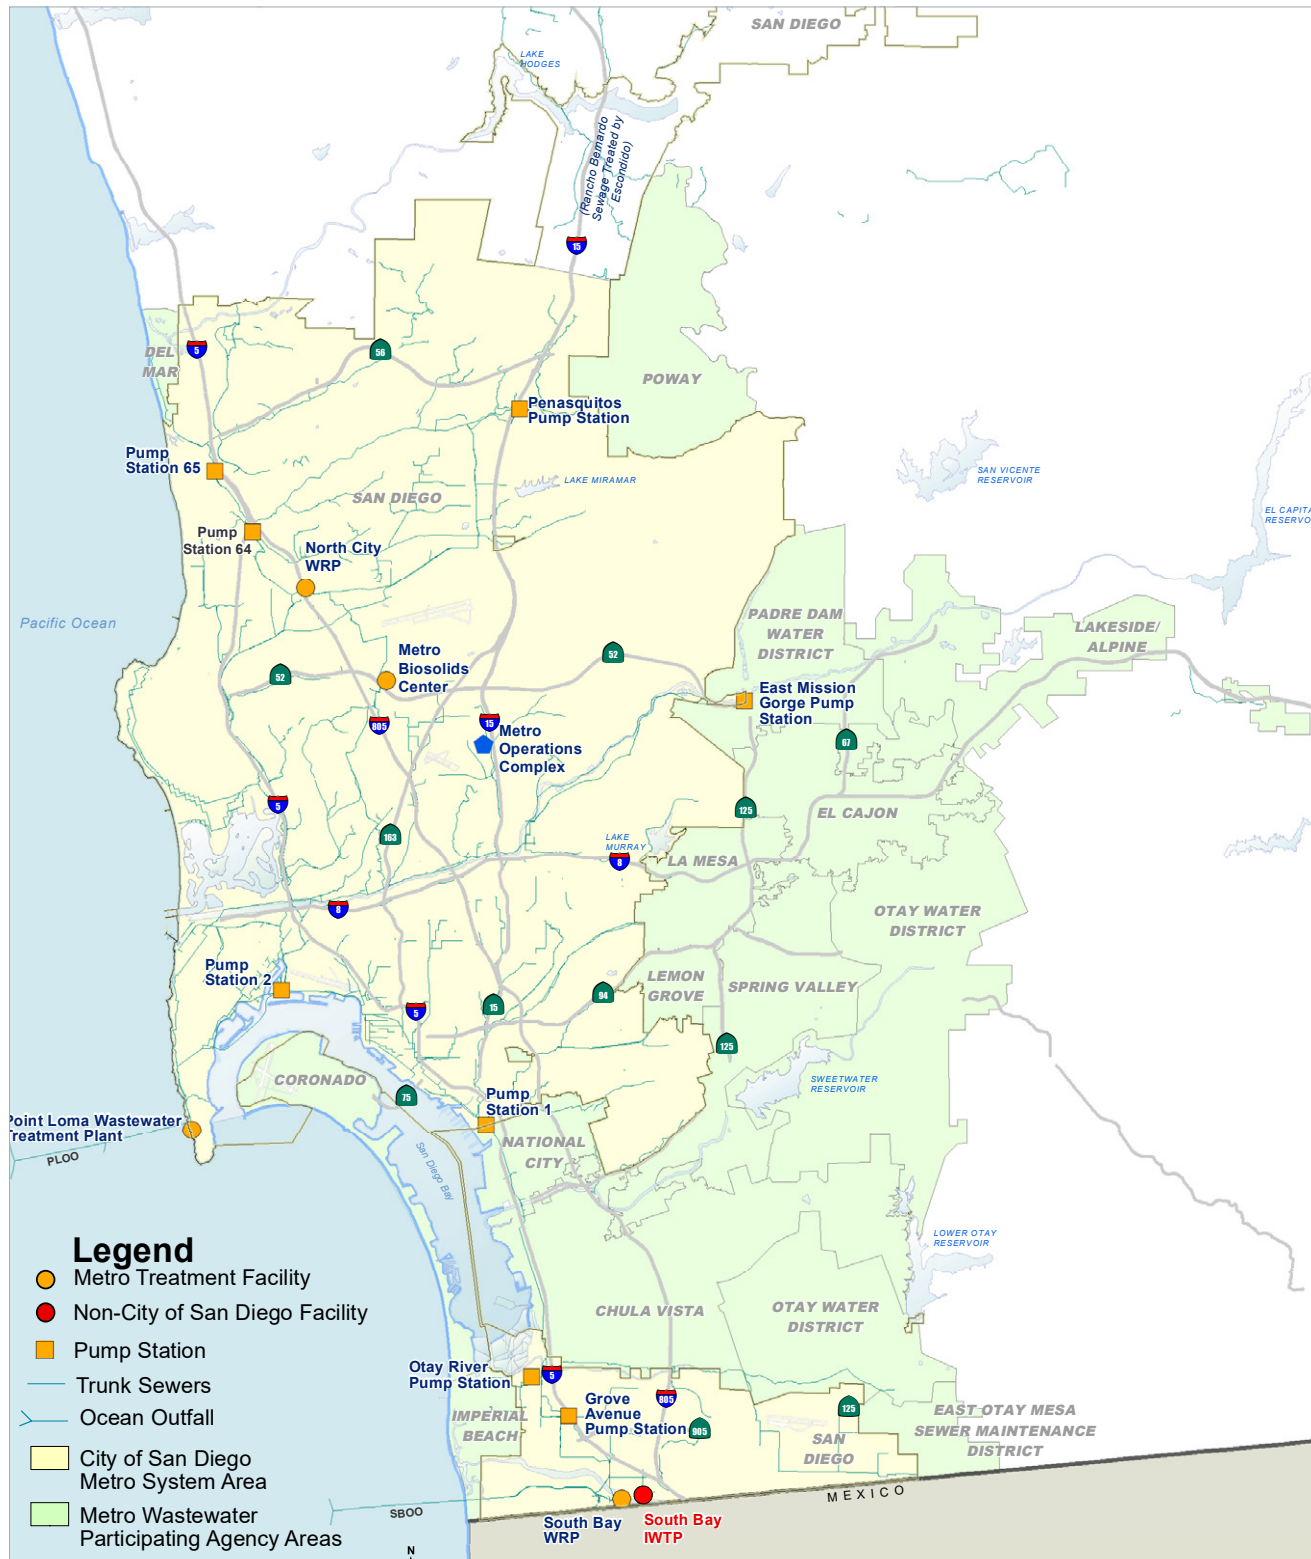 SAN DIEGO
LAKE
HODGES
(Rancho Bernardo
Sewage Treated by
Escondido)
15
5
DEL
MAR
56
POWAY
Penasquitos
Pump Station
Pump
Station 65
SAN DIEGO
LAKE MIRAMAR
SAN VICENTE
RESERVOIR
EL CAPITA
RESERVO
Pump
Station 64
North City
WRP
Pacific Ocean
PADRE DAM
WATER
DISTRICT
LAKESIDE/
ALPINE
52
52
Metro
Biosolids
Center
East Mission
Gorge Pump
Station
805
15
Metro
Operations
Complex
67
5
125
EL CAJON
163
LAKE
MURRAY
8
LA MESA
8
OTAY WATER
DISTRICT
Pump
Station 2
LEMON
GROVE
SPRING VALLEY
94
15
5
125
CORONADO
75
SWEETWATER
RESERVOIR
Pump
Station 1
Point Loma Wastewater
Treatment Plant
PLOO
NATIONAL
CITY
San Diego Bay
LOWER OTAY
RESERVOIR
Legend
Metro Treatment Facility
Non-City of San Diego Facility
Pump Station
Trunk Sewers
Ocean Outfall
City of San Diego
Metro System Area
Metro Wastewater
Participating Agency Areas
CHULA VISTA
OTAY WATER
DISTRICT
Otay River
Pump Station
5
Grove
Avenue
Pump Station
805
905
125
IMPERIAL
BEACH
SAN
DIEGO
EAST OTAY MESA
SEWER MAINTENANCE
DISTRICT
MEXICO
SBOO
South Bay
WRP
South Bay
IWTP
N